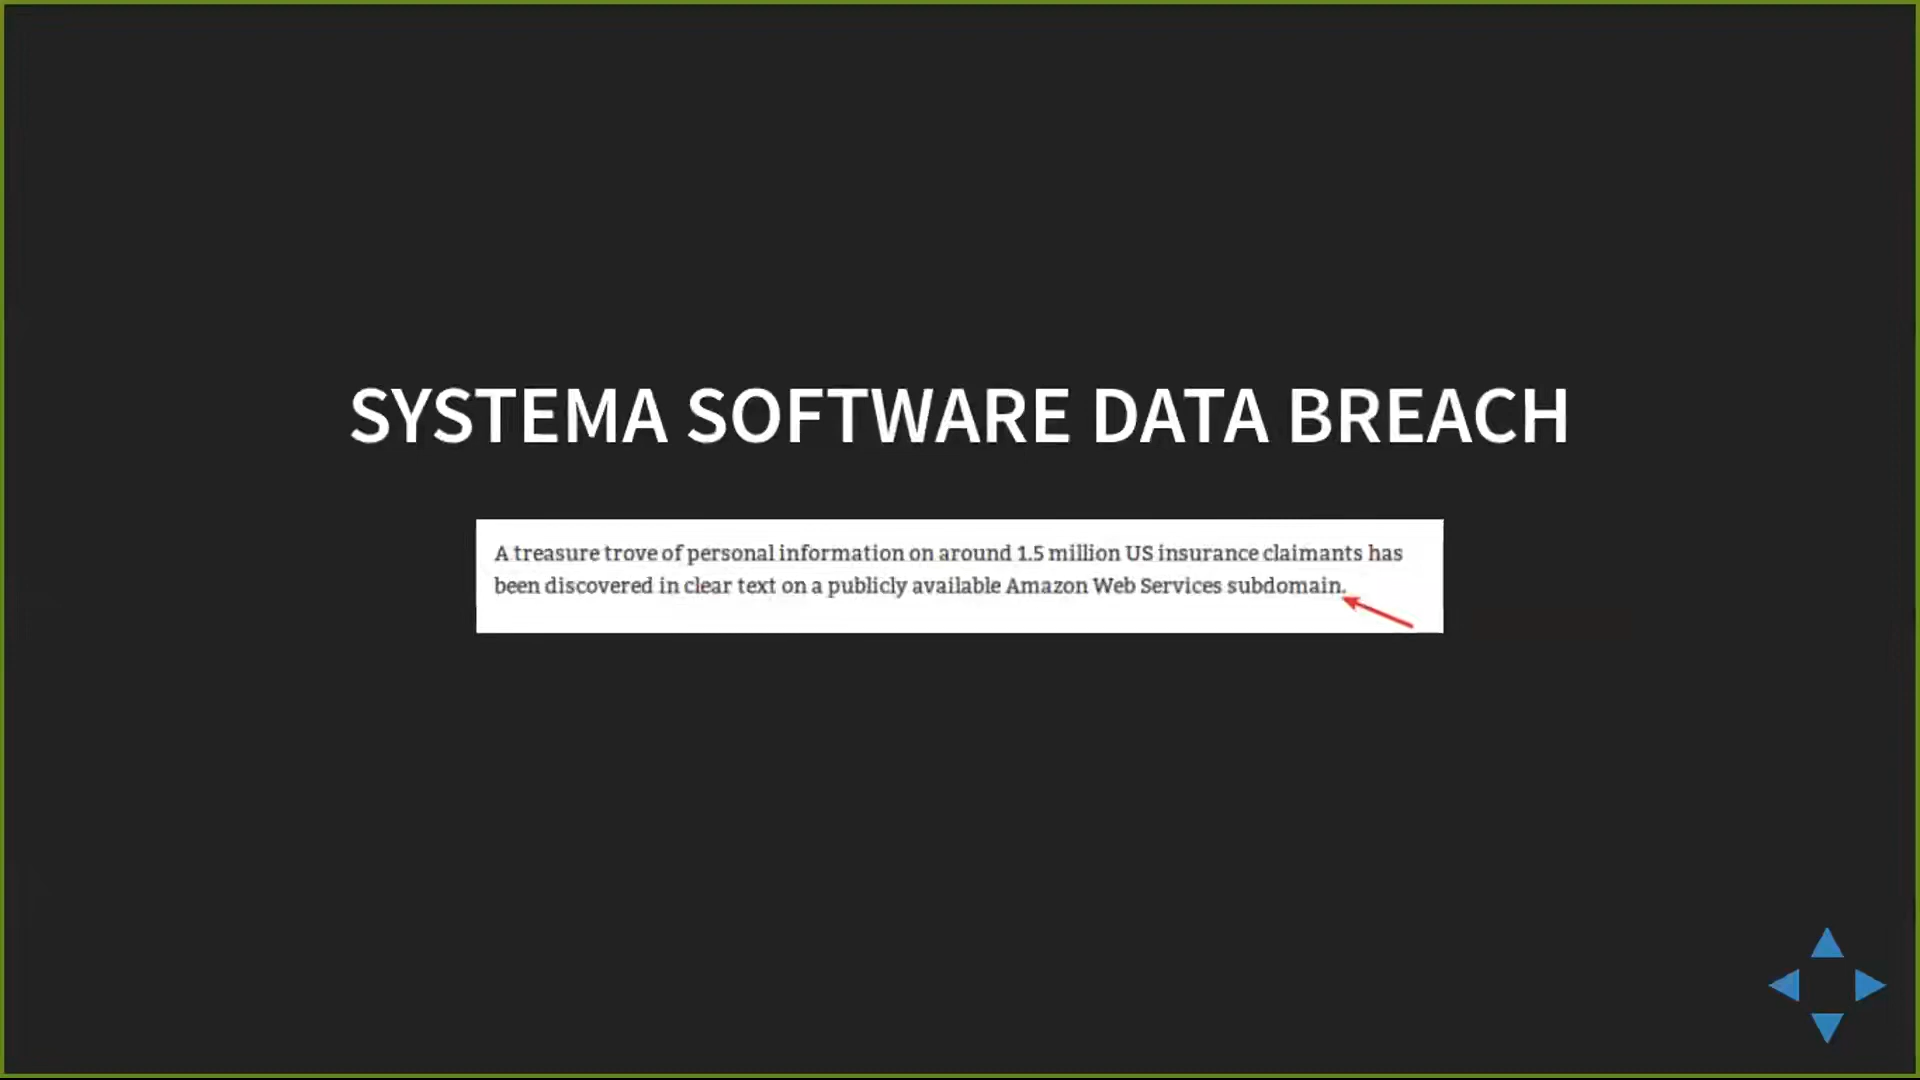 SYSTEMA SOFTWARE DATA BREACH
A treasure trove of personal information on around 1.5 million US insurance claimants has
been discovered in clear text on a publicly available Amazon Web Services subdomain.